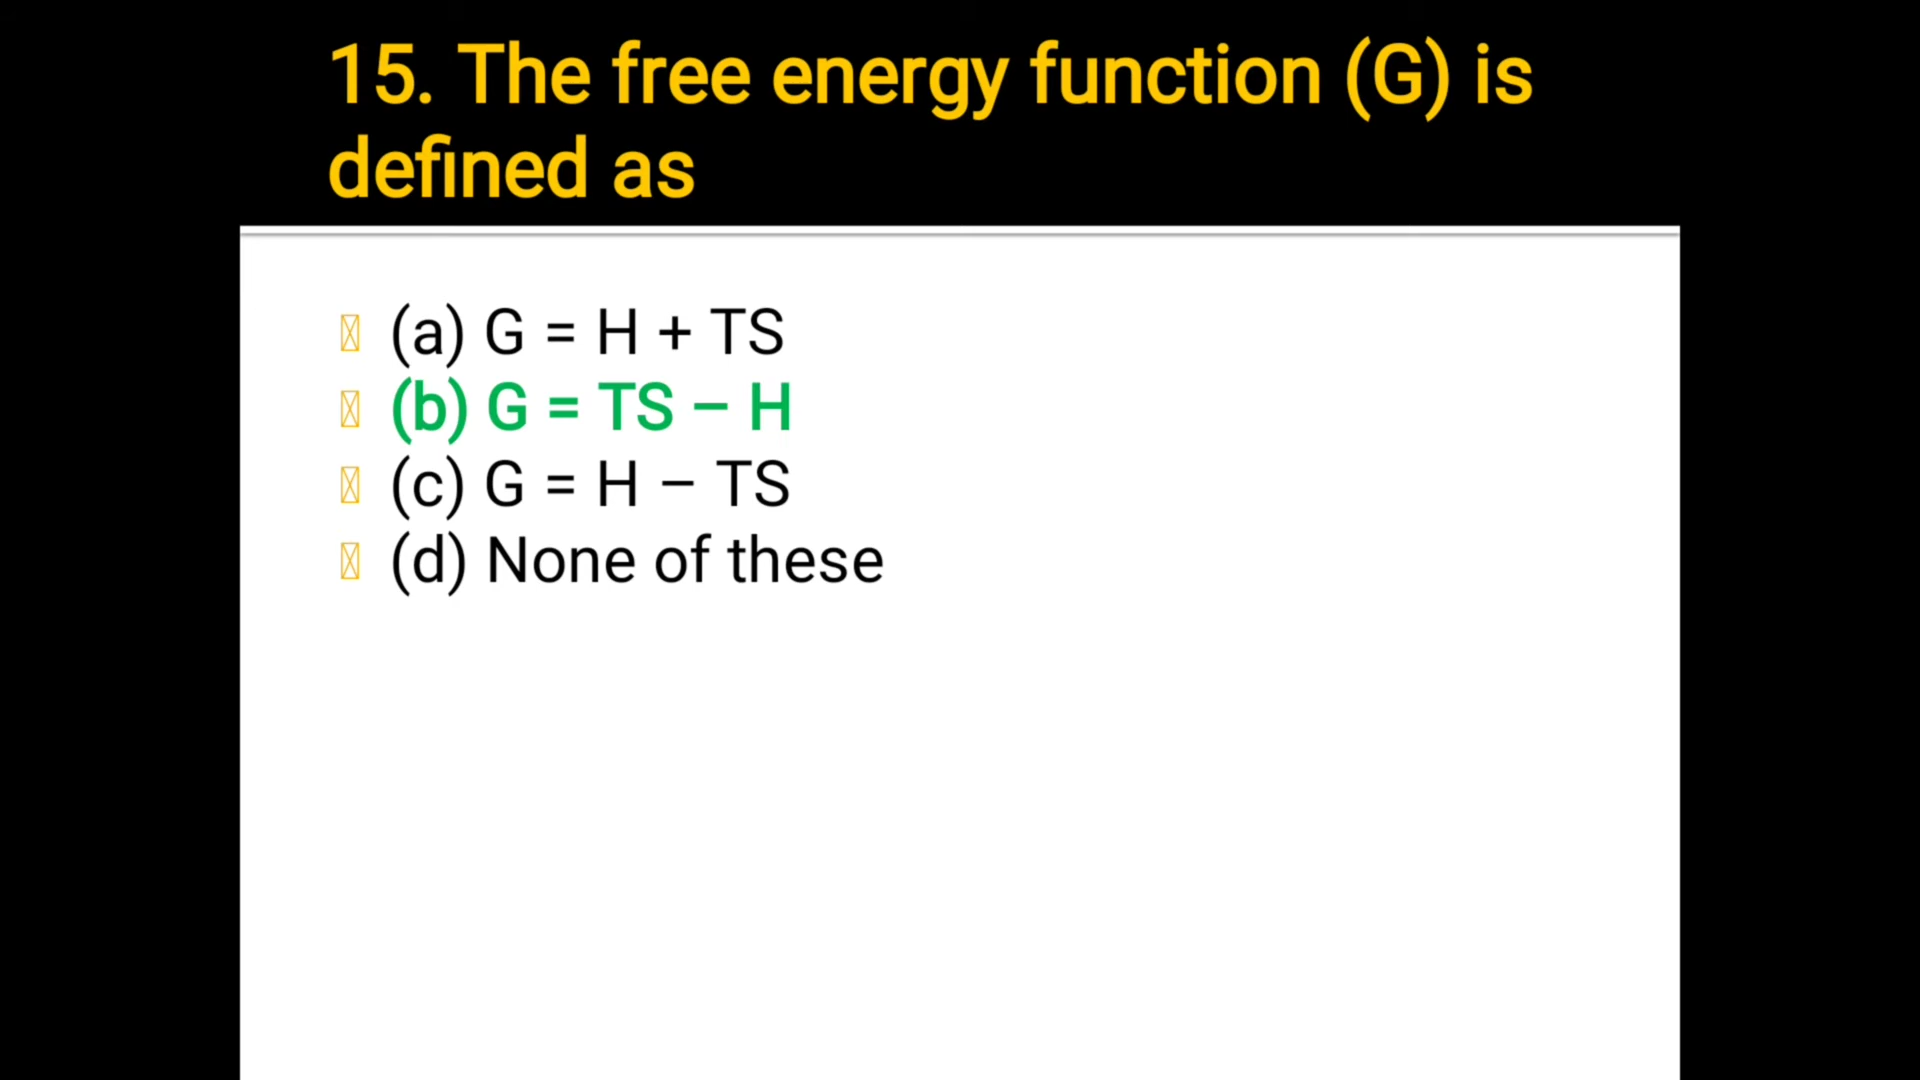 15. The free energy function (G) is
defined as
(a) G = H + TS
(b) G = TS – H
(c) G = H – TS
(d) None of these